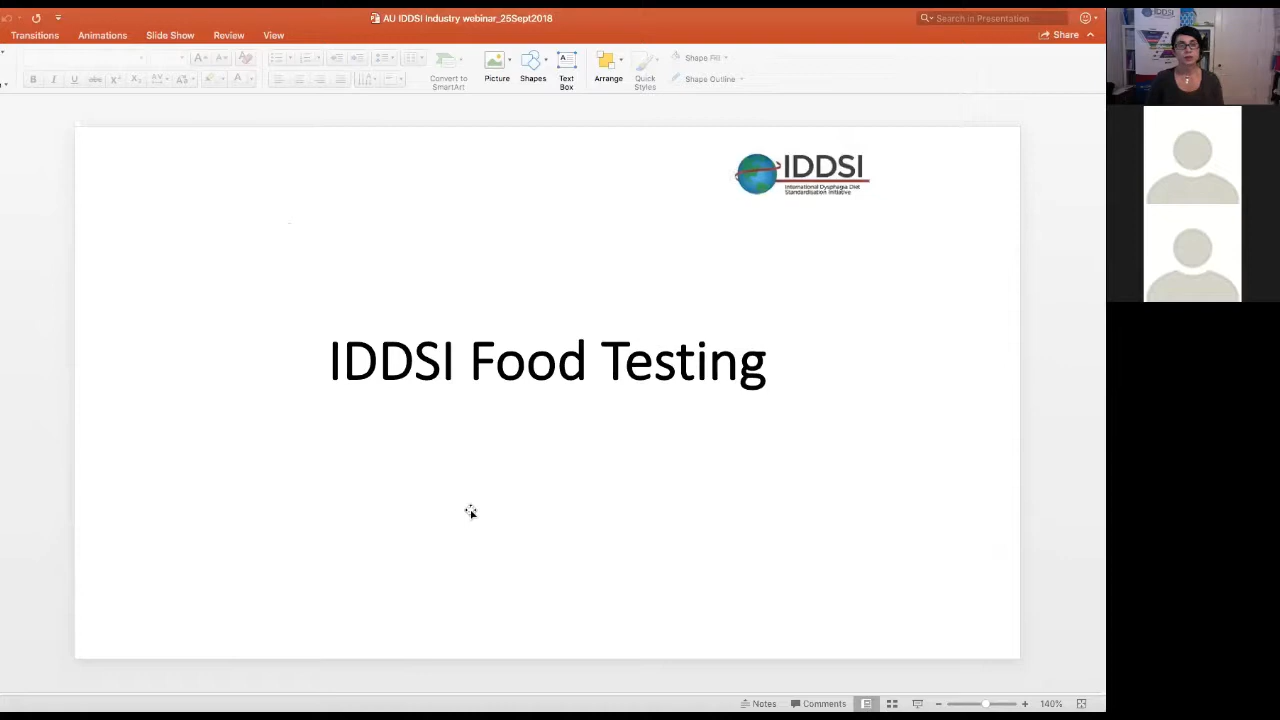 AU IDDSI Industry webinar_25Sept2018
Search in Presentation
Transitions Animations Slide Show Review View
Share
Convert to
SmartArt
Picture
Shapes
Text
Box
Arrange
Quick
Styles
Shape Fill
Shape Outline
IDDSI
International Dysphagia Diet
Standardisation Initiative
IDDSI Food Testing
Notes Comments 140%